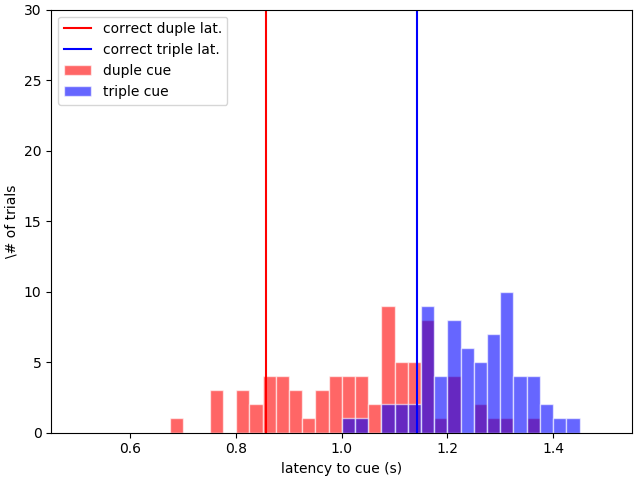 30
25
20
15
10
5
0
\# of trials
correct duple lat.
correct triple lat.
duple cue
triple cue
0.6 0.8 1.0 1.2 1.4
latency to cue (s)